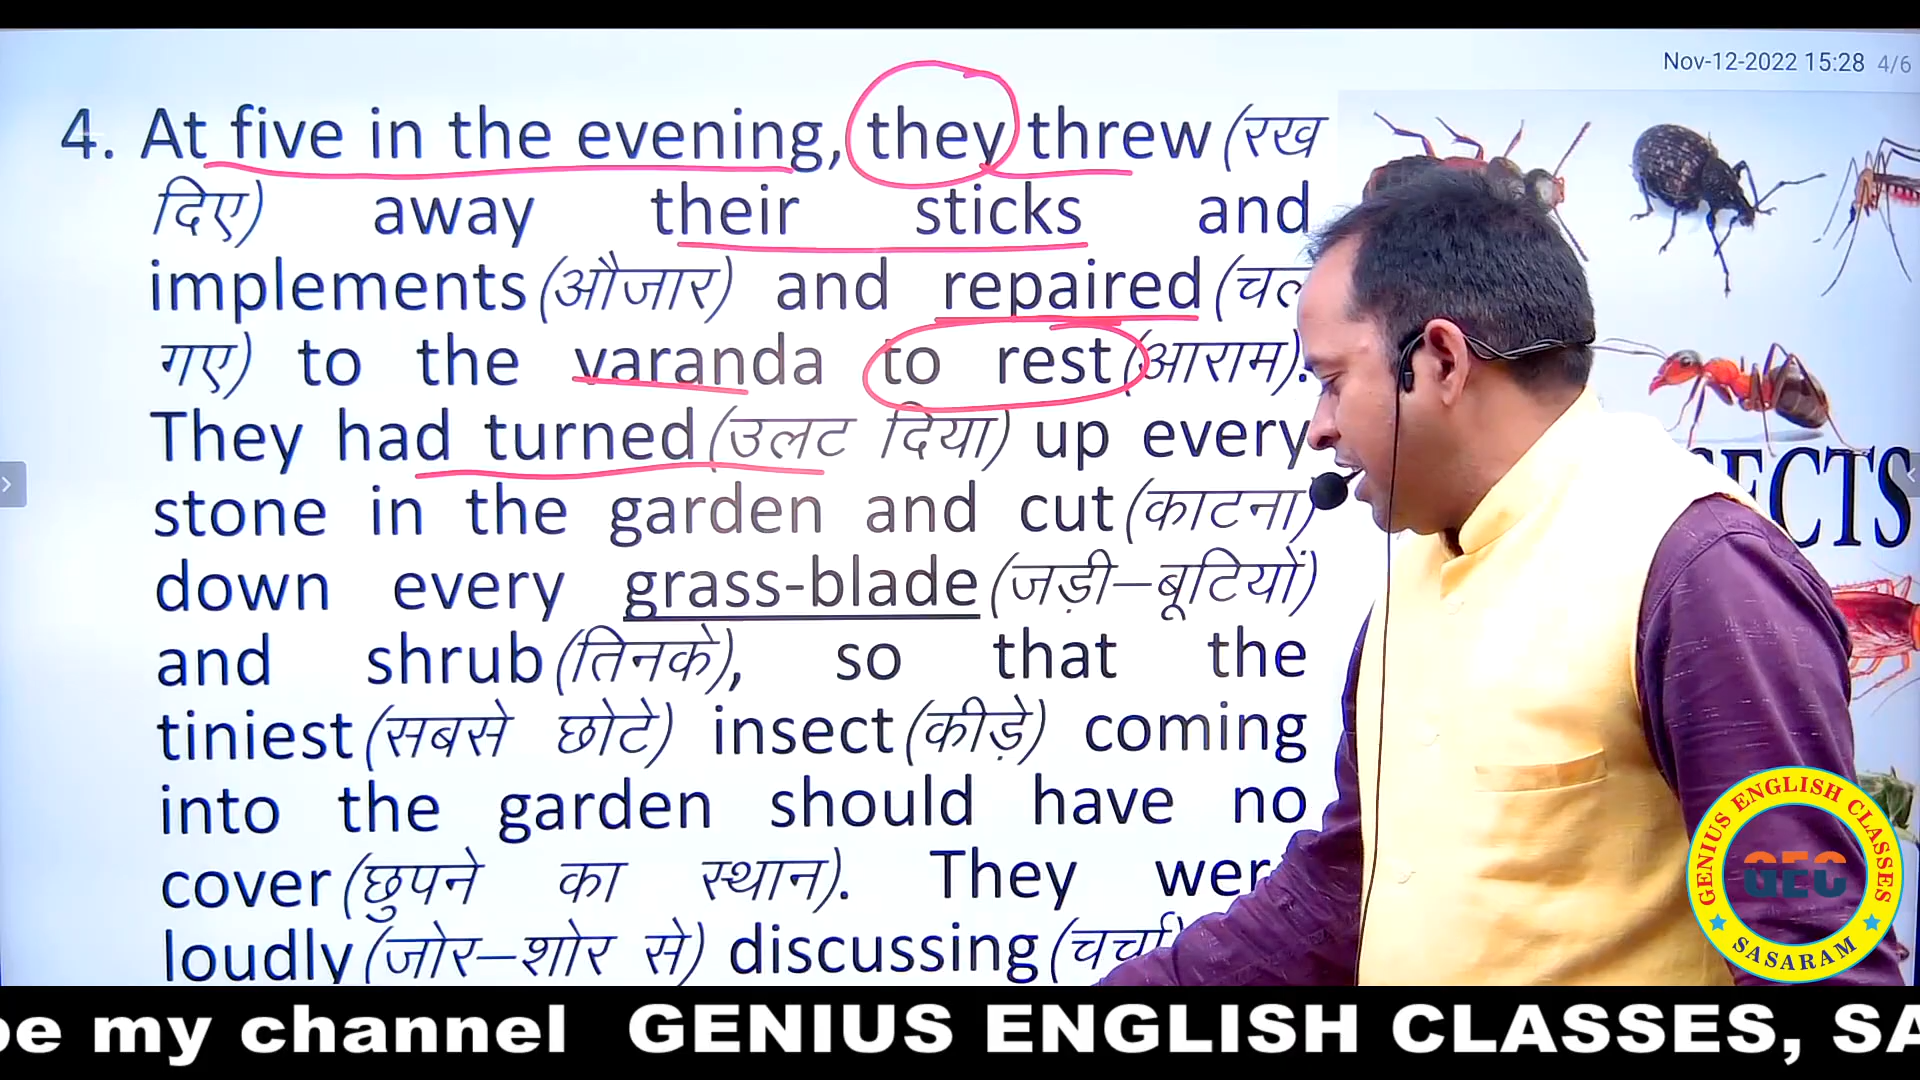 Nov-12-2022 15:28 4/6
4. At five in the evening, they threw (रख
दिए) away their sticks and
implements (औजार) and repaired (चल
गए) to the varanda to rest (आराम).
They had turned (उलट दिया) up every
stone in the garden and cut (काटना)
down every grass-blade (जड़ी–बूटियों)
and shrub (तिनके), so that the
tiniest (सबसे छोटे) insect (कीड़े) coming
into the garden should have no
cover (छुपने का स्थान). They wer
loudly (जोर–शोर से) discussing (चर्चा)
ECTS
GENIUS ENGLISH CLASSES
GEC
SASARAM
be my channel GENIUS ENGLISH CLASSES, SA